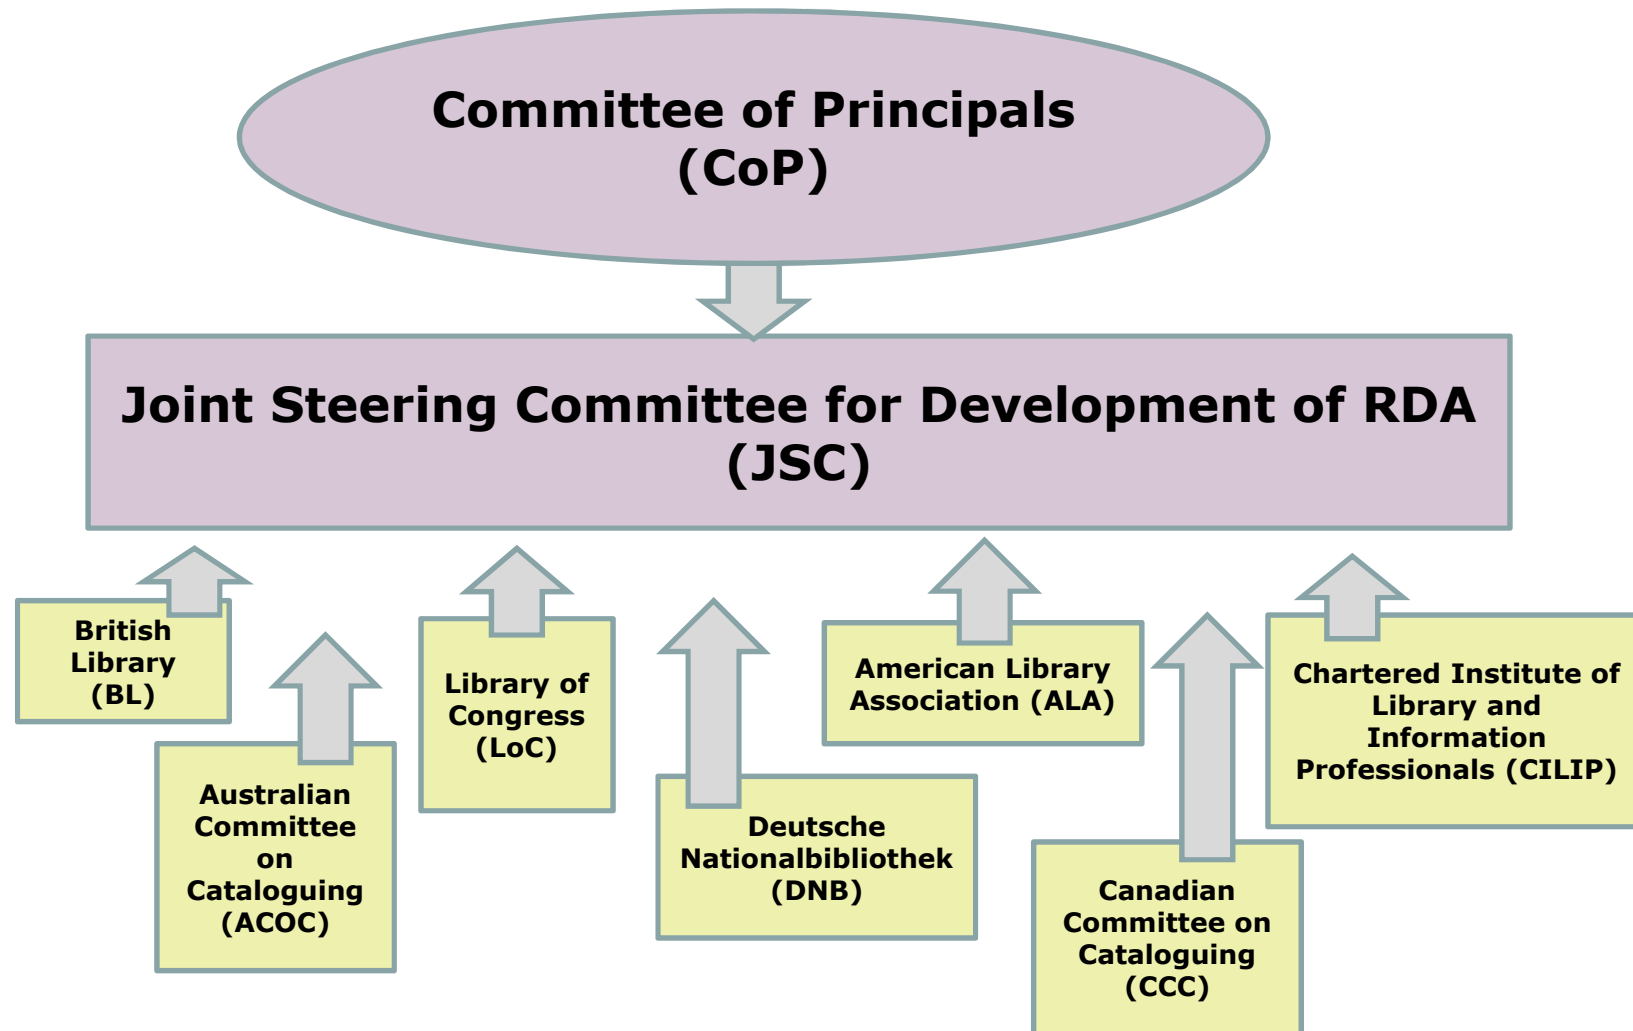 Committee of Principals
(CoP)
Joint Steering Committee for Development of RDA
(JSC)
British
Library
(BL)
Australian
Committee
on
Cataloguing
(ACOC)
Library of
Congress
(LoC)
Deutsche
Nationalbibliothek
(DNB)
American Library
Association (ALA)
Canadian
Committee on
Cataloguing
(CCC)
Chartered Institute of
Library and
Information
Professionals (CILIP)